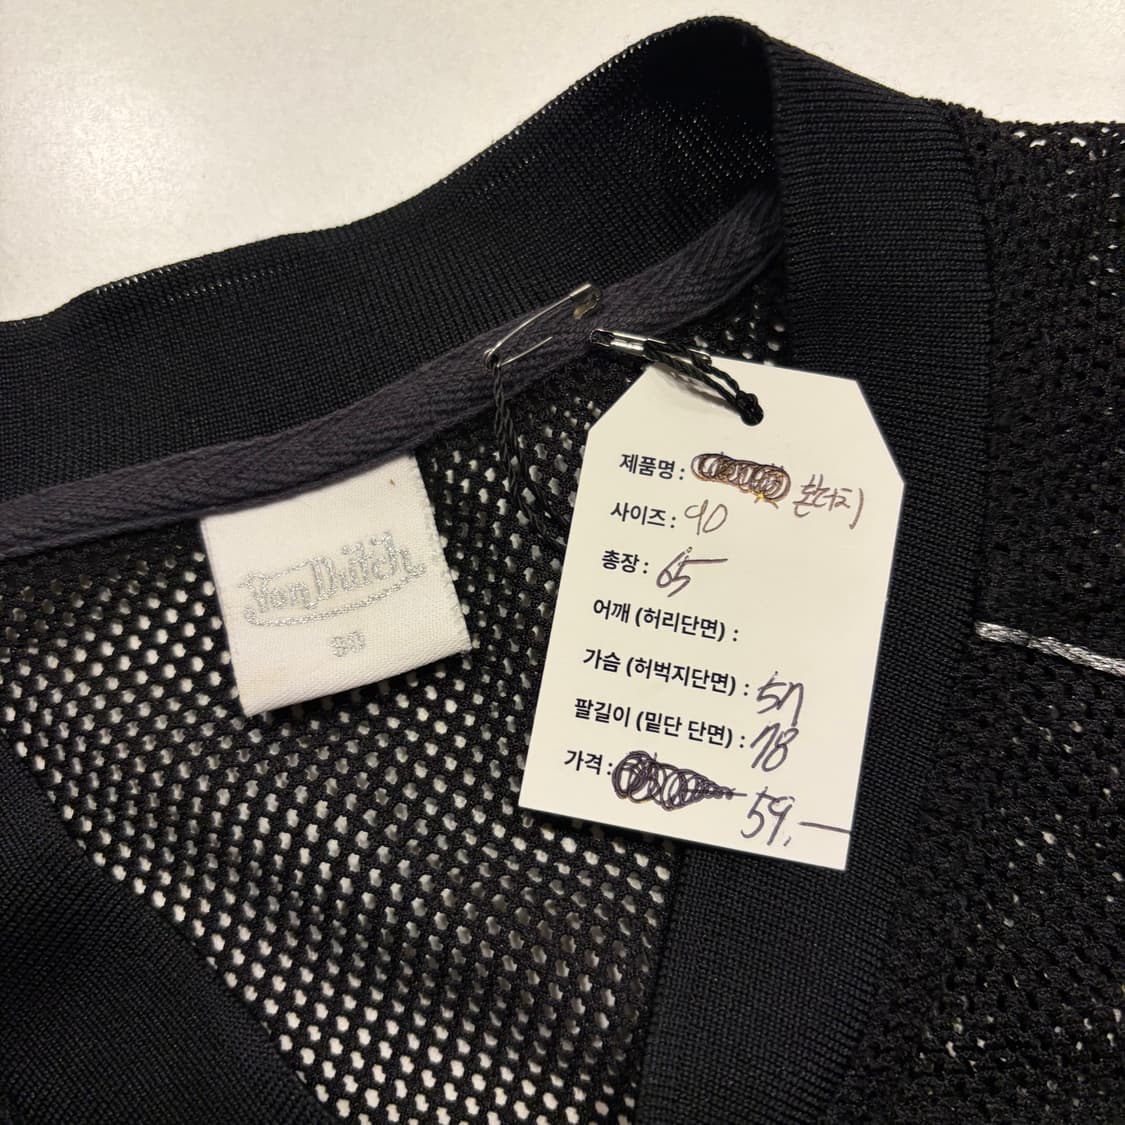 Von Dutch
90
제품명 : 본더치
사이즈 : 90
총장 : 65
어깨 (허리단면) :
가슴 (허벅지단면) : 57
팔길이 (밑단 단면) : 78
가격 : 59,—